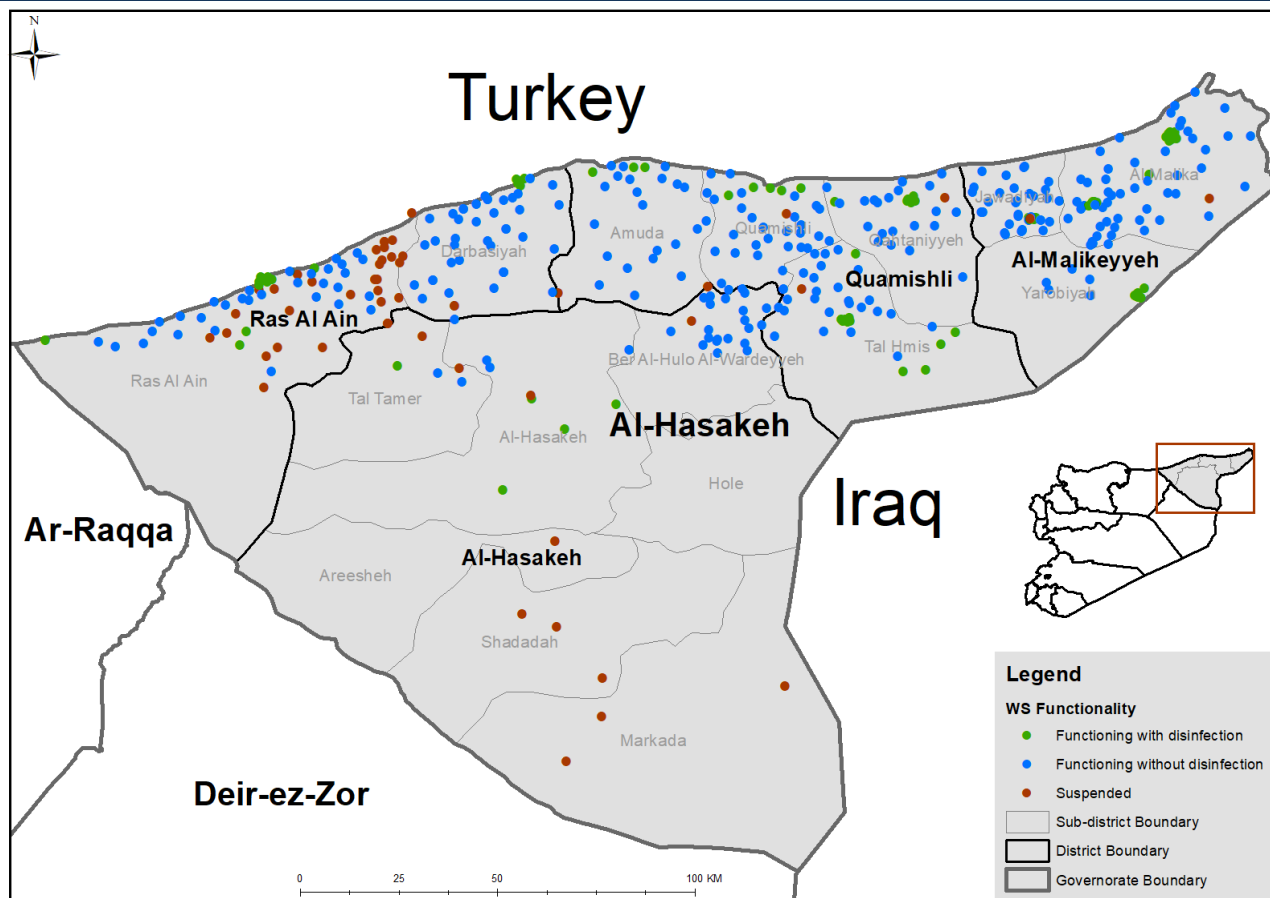 N
Turkey
Al-Malika
Jawadiyah
Quamishli
Amuda
Qahtaniyyeh
Darbasiyah
Al-Malikeyyeh
Quamishli
Yarobiyah
Ras Al Ain
Tal Hmis
Ber Al-Hulo Al-Wardeyyeh
Ras Al Ain
Tal Tamer
Al-Hasakeh
Al-Hasakeh
Hole
Iraq
Ar-Raqqa
Al-Hasakeh
Areesheh
Shadadah
Markada
Deir-ez-Zor
Legend
WS Functionality
Functioning with disinfection
Functioning without disinfection
Suspended
Sub-district Boundary
District Boundary
Governorate Boundary
0 25 50 100 KM